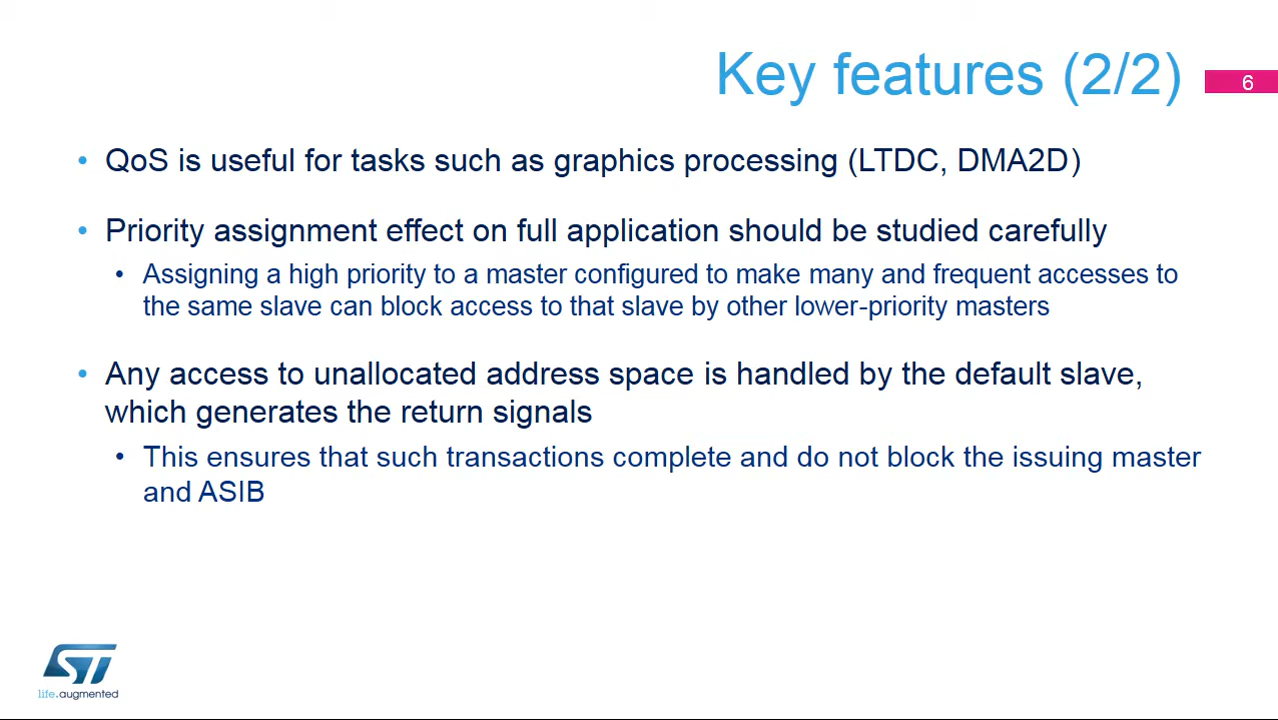 Key features (2/2)
6
• QoS is useful for tasks such as graphics processing (LTDC, DMA2D)
• Priority assignment effect on full application should be studied carefully
• Assigning a high priority to a master configured to make many and frequent accesses to
the same slave can block access to that slave by other lower-priority masters
• Any access to unallocated address space is handled by the default slave,
which generates the return signals
• This ensures that such transactions complete and do not block the issuing master
and ASIB
ST
life.augmented